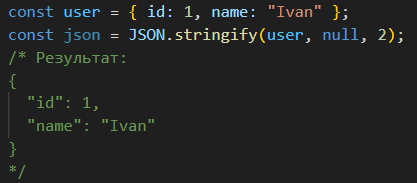 const user = { id: 1, name: "Ivan" };
const json = JSON.stringify(user, null, 2);
/* Результат:
{
  "id": 1,
  "name": "Ivan"
}
*/